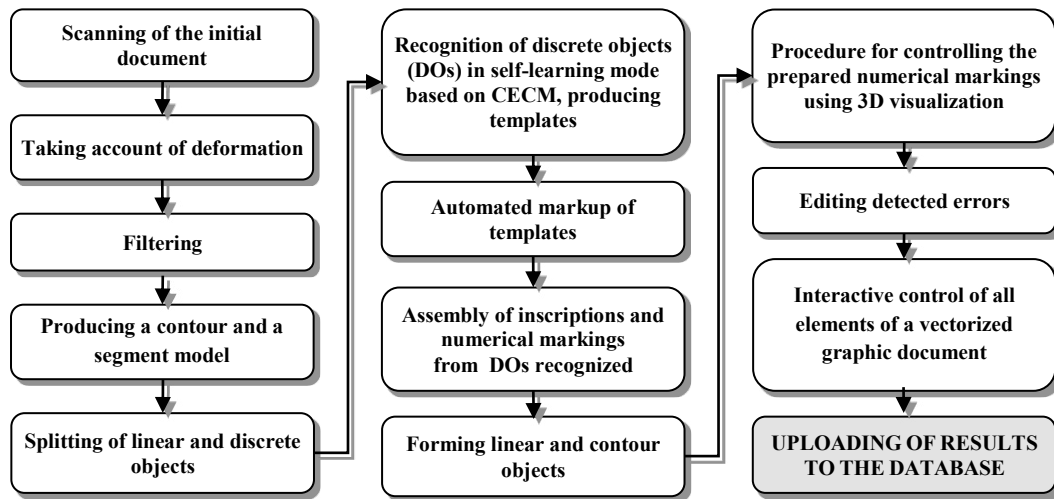 Scanning of the initial
document
Taking account of deformation
Filtering
Producing a contour and a
segment model
Splitting of linear and discrete
objects
Recognition of discrete objects
(DOs) in self-learning mode
based on CECM, producing
templates
Automated markup of
templates
Assembly of inscriptions and
numerical markings
from DOs recognized
Forming linear and contour
objects
Procedure for controlling the
prepared numerical markings
using 3D visualization
Editing detected errors
Interactive control of all
elements of a vectorized
graphic document
UPLOADING OF RESULTS
TO THE DATABASE